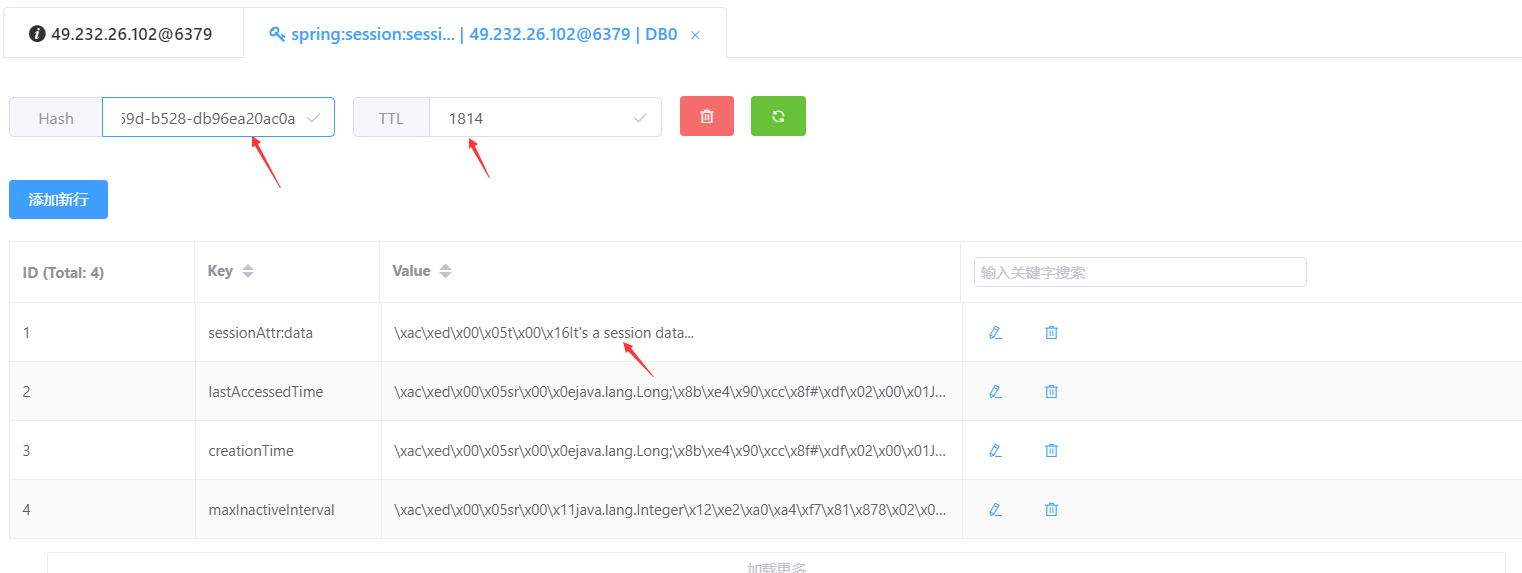 49.232.26.102@6379 spring:session:sessi... | 49.232.26.102@6379 | DB0
Hash 59d-b528-db96ea20ac0a TTL 1814
添加新行
ID (Total: 4) Key Value 输入关键字搜索
1 sessionAttr:data \xac\xed\x00\x05t\x00\x16It's a session data...
2 lastAccessedTime \xac\xed\x00\x05sr\x00\x0ejava.lang.Long;\x8b\xe4\x90\xcc\x8f#\xdf\x02\x00\x01J...
3 creationTime \xac\xed\x00\x05sr\x00\x0ejava.lang.Long;\x8b\xe4\x90\xcc\x8f#\xdf\x02\x00\x01J...
4 maxInactiveInterval \xac\xed\x00\x05sr\x00\x11java.lang.Integer\x12\xe2\xa0\xa4\xf7\x81\x878\x02\x0...
加载更多